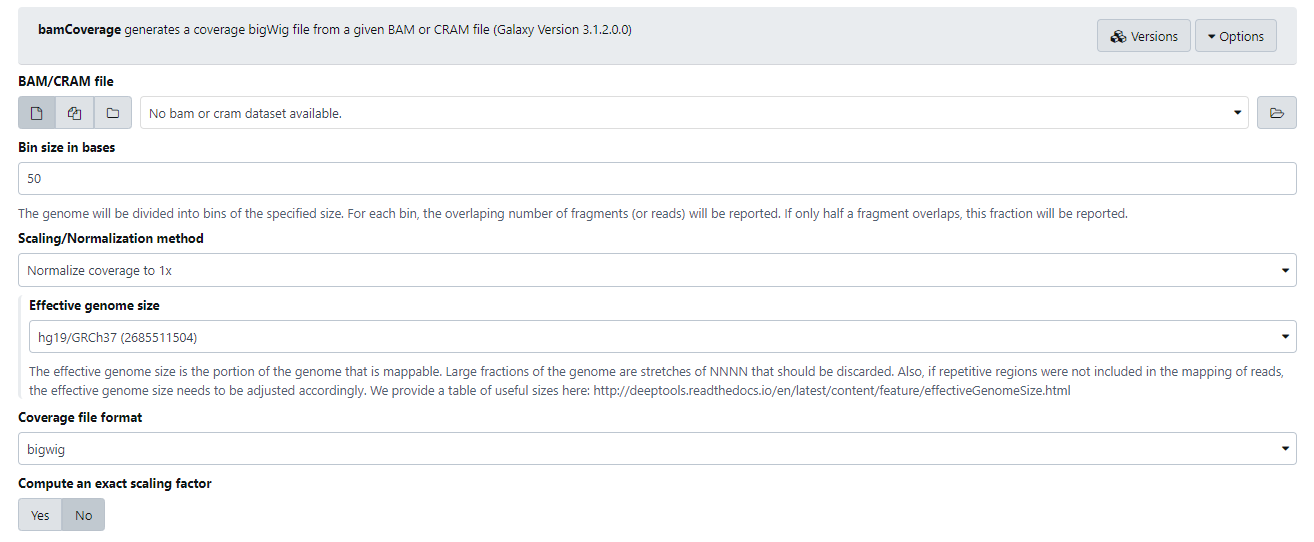 bamCoverage generates a coverage bigWig file from a given BAM or CRAM file (Galaxy Version 3.1.2.0.0)
Versions
Options
BAM/CRAM file
No bam or cram dataset available.
Bin size in bases
50
The genome will be divided into bins of the specified size. For each bin, the overlaping number of fragments (or reads) will be reported. If only half a fragment overlaps, this fraction will be reported.
Scaling/Normalization method
Normalize coverage to 1x
Effective genome size
hg19/GRCh37 (2685511504)
The effective genome size is the portion of the genome that is mappable. Large fractions of the genome are stretches of NNNN that should be discarded. Also, if repetitive regions were not included in the mapping of reads,
the effective genome size needs to be adjusted accordingly. We provide a table of useful sizes here: http://deeptools.readthedocs.io/en/latest/content/feature/effectiveGenomeSize.html
Coverage file format
bigwig
Compute an exact scaling factor
Yes
No